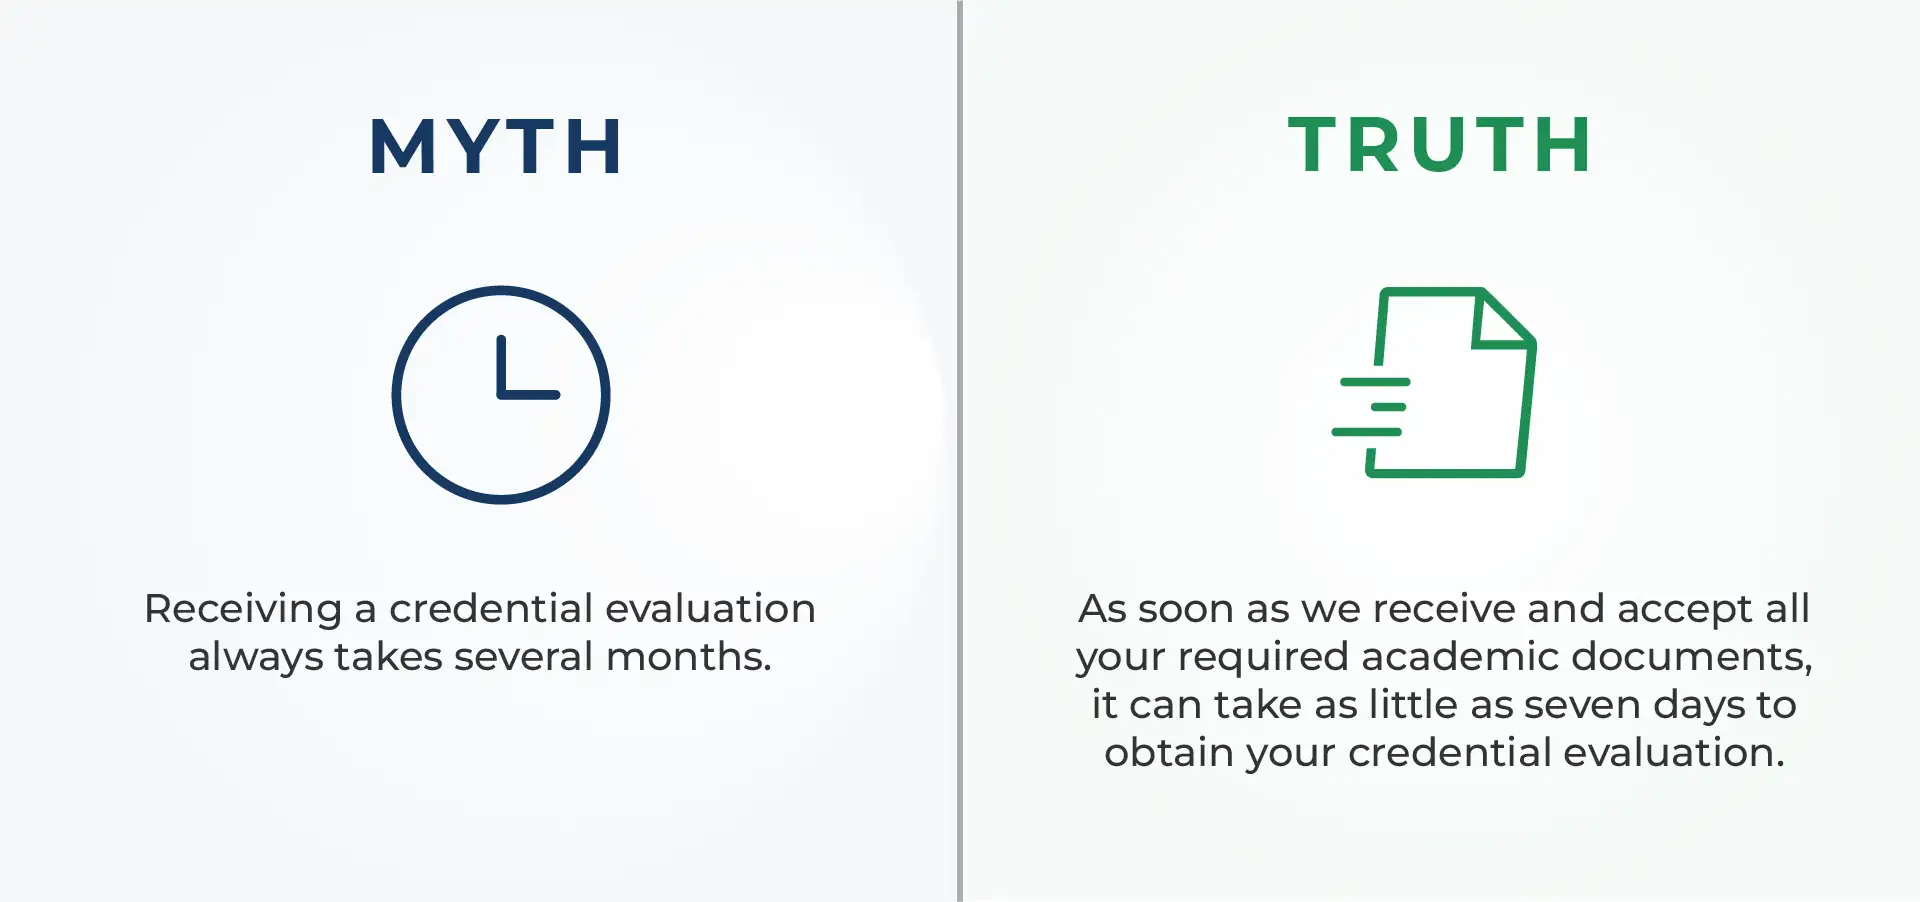 MYTH
Receiving a credential evaluation
always takes several months.
TRUTH
As soon as we receive and accept all
your required academic documents,
it can take as little as seven days to
obtain your credential evaluation.